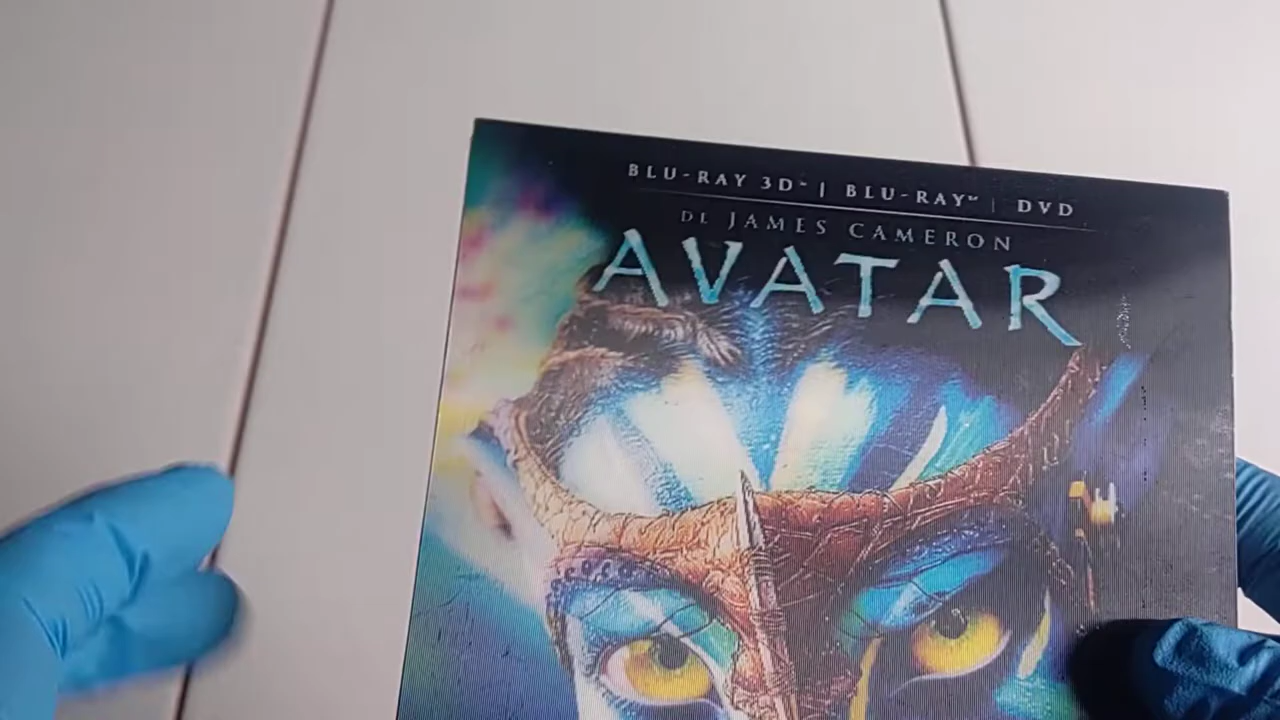 BLU-RAY 3D™ | BLU-RAY™ | DVD
DE JAMES CAMERON
AVATAR